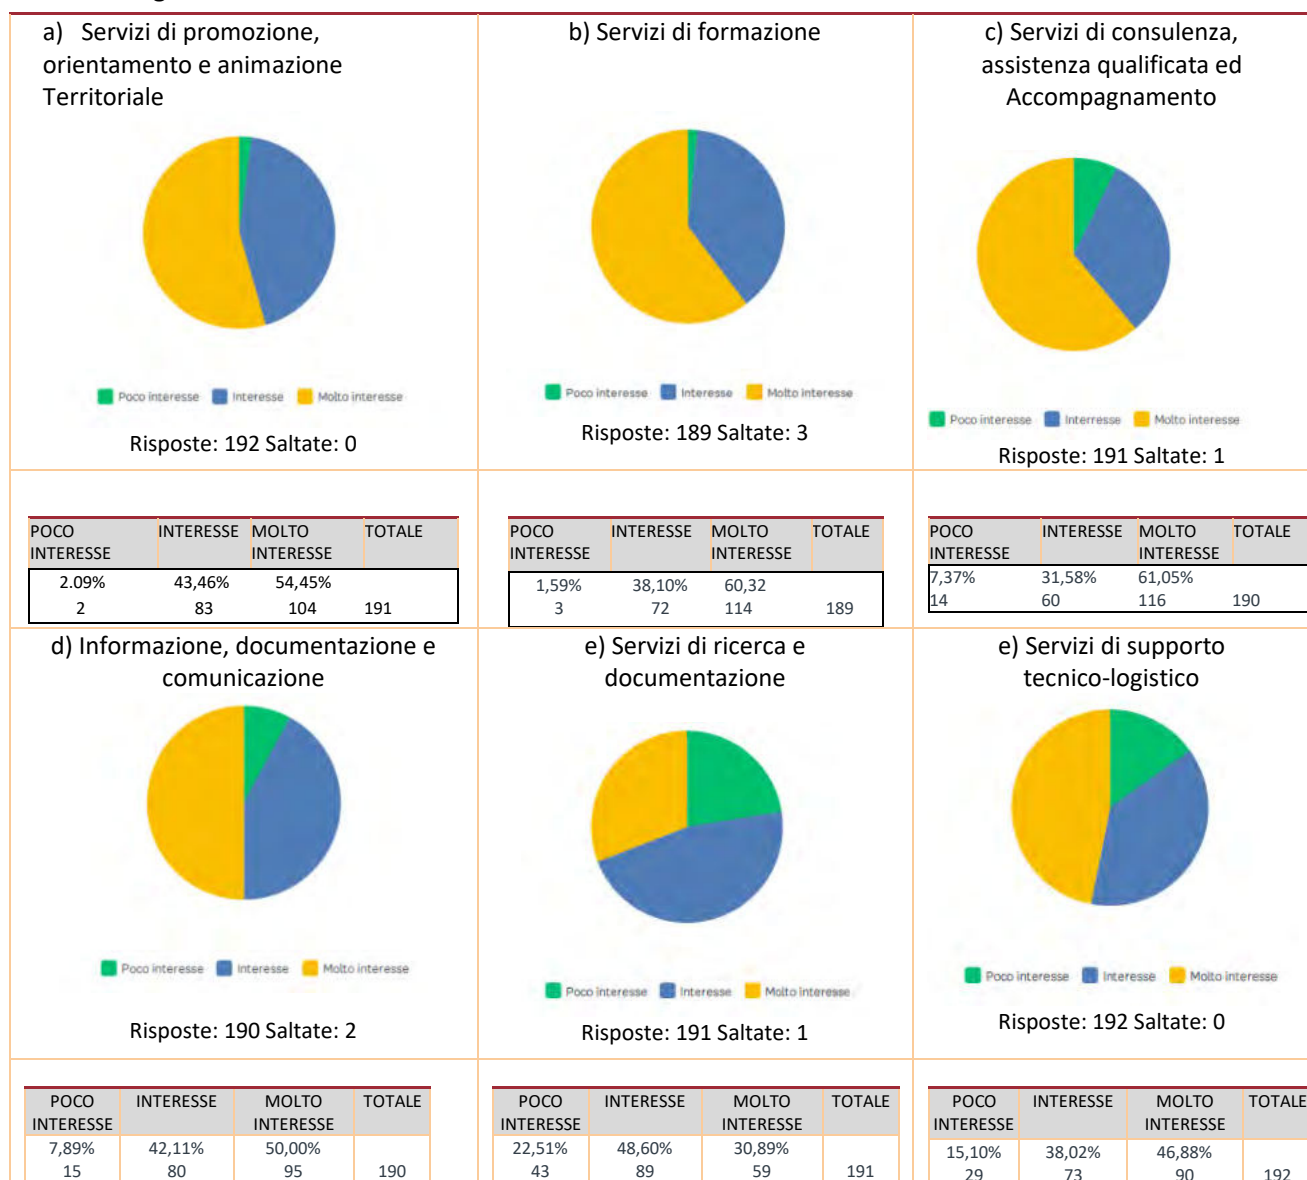 a) Servizi di promozione,
orientamento e animazione
Territoriale
Poco interesse Interesse Molto interesse
Risposte: 192 Saltate: 0
b) Servizi di formazione
Poco interesse Interesse Molto interesse
Risposte: 189 Saltate: 3
c) Servizi di consulenza,
assistenza qualificata ed
Accompagnamento
Poco interesse Interresse Molto interesse
Risposte: 191 Saltate: 1
POCO INTERESSE MOLTO TOTALE
INTERESSE INTERESSE
2.09% 43,46% 54,45%
2 83 104 191
POCO INTERESSE MOLTO TOTALE
INTERESSE INTERESSE
1,59% 38,10% 60,32
3 72 114 189
POCO INTERESSE MOLTO TOTALE
INTERESSE INTERESSE
7,37% 31,58% 61,05%
14 60 116 190
d) Informazione, documentazione e
comunicazione
Poco interesse Interesse Molto interesse
Risposte: 190 Saltate: 2
e) Servizi di ricerca e
documentazione
Poco interesse Interesse Molto interesse
Risposte: 191 Saltate: 1
e) Servizi di supporto
tecnico-logistico
Poco interesse Interesse Molto interesse
Risposte: 192 Saltate: 0
POCO INTERESSE MOLTO TOTALE
INTERESSE INTERESSE
7,89% 42,11% 50,00%
15 80 95 190
POCO INTERESSE MOLTO TOTALE
INTERESSE INTERESSE
22,51% 48,60% 30,89%
43 89 59 191
POCO INTERESSE MOLTO TOTALE
INTERESSE INTERESSE
15,10% 38,02% 46,88%
29 73 90 192